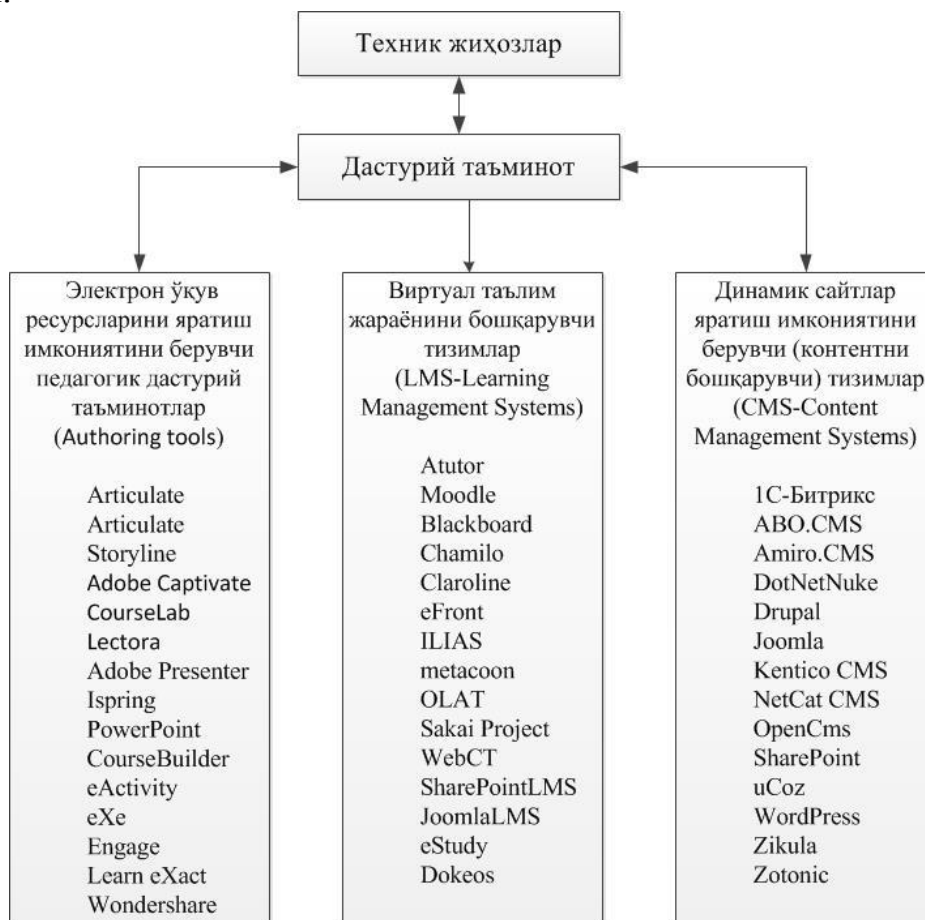 Техник жиҳозлар
Дастурий таъминот
Электрон ўқув
ресурсларини яратиш
имкониятини берувчи
педагогик дастурий
таъминотлар
(Authoring tools)
Articulate
Articulate
Storyline
Adobe Captivate
CourseLab
Lectora
Adobe Presenter
Ispring
PowerPoint
CourseBuilder
eActivity
eXe
Engage
Learn eXact
Wondershare
Виртуал таълим
жараёнини бошқарувчи
тизимлар
(LMS-Learning
Management Systems)
Atutor
Moodle
Blackboard
Chamilo
Claroline
eFront
ILIAS
metacoon
OLAT
Sakai Project
WebCT
SharePointLMS
JoomlaLMS
eStudy
Dokeos
Динамик сайтлар
яратиш имкониятини
берувчи (контентни
бошқарувчи) тизимлар
(CMS-Content
Management Systems)
1С-Битрикс
ABO.CMS
Amiro.CMS
DotNetNuke
Drupal
Joomla
Kentico CMS
NetCat CMS
OpenCms
SharePoint
uCoz
WordPress
Zikula
Zotonic